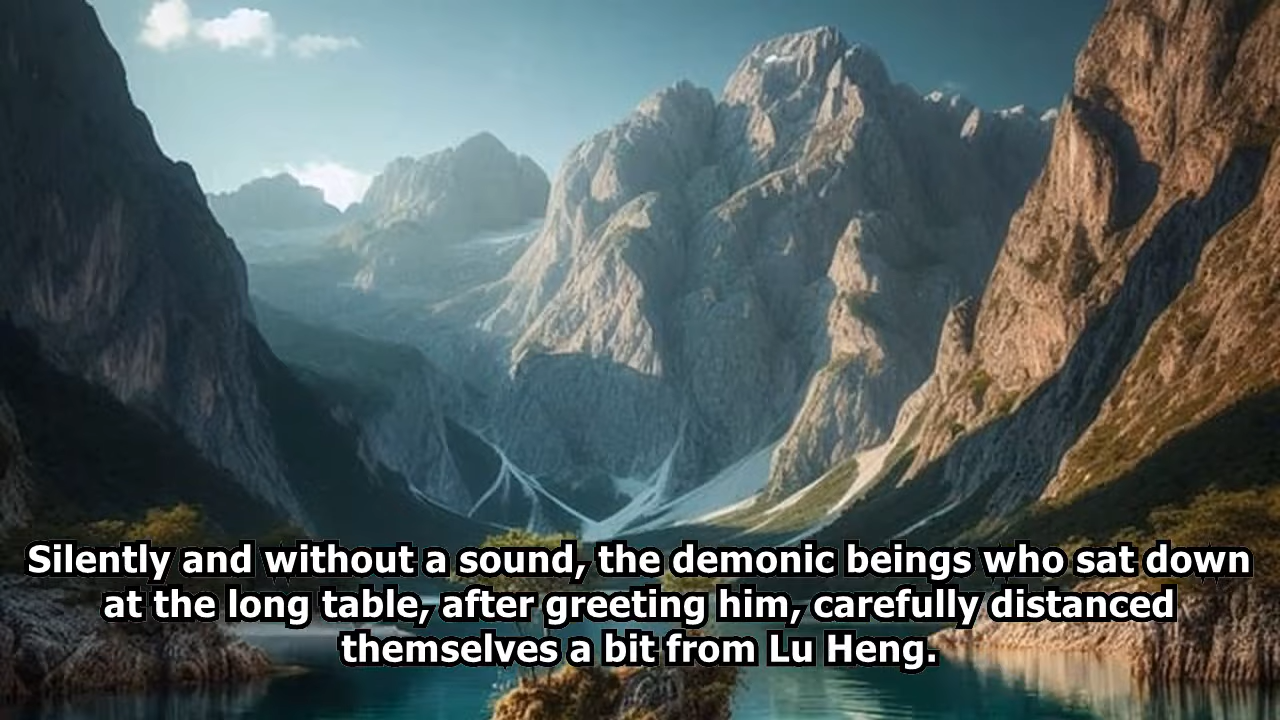 Silently and without a sound, the demonic beings who sat down
at the long table, after greeting him, carefully distanced
themselves a bit from Lu Heng.